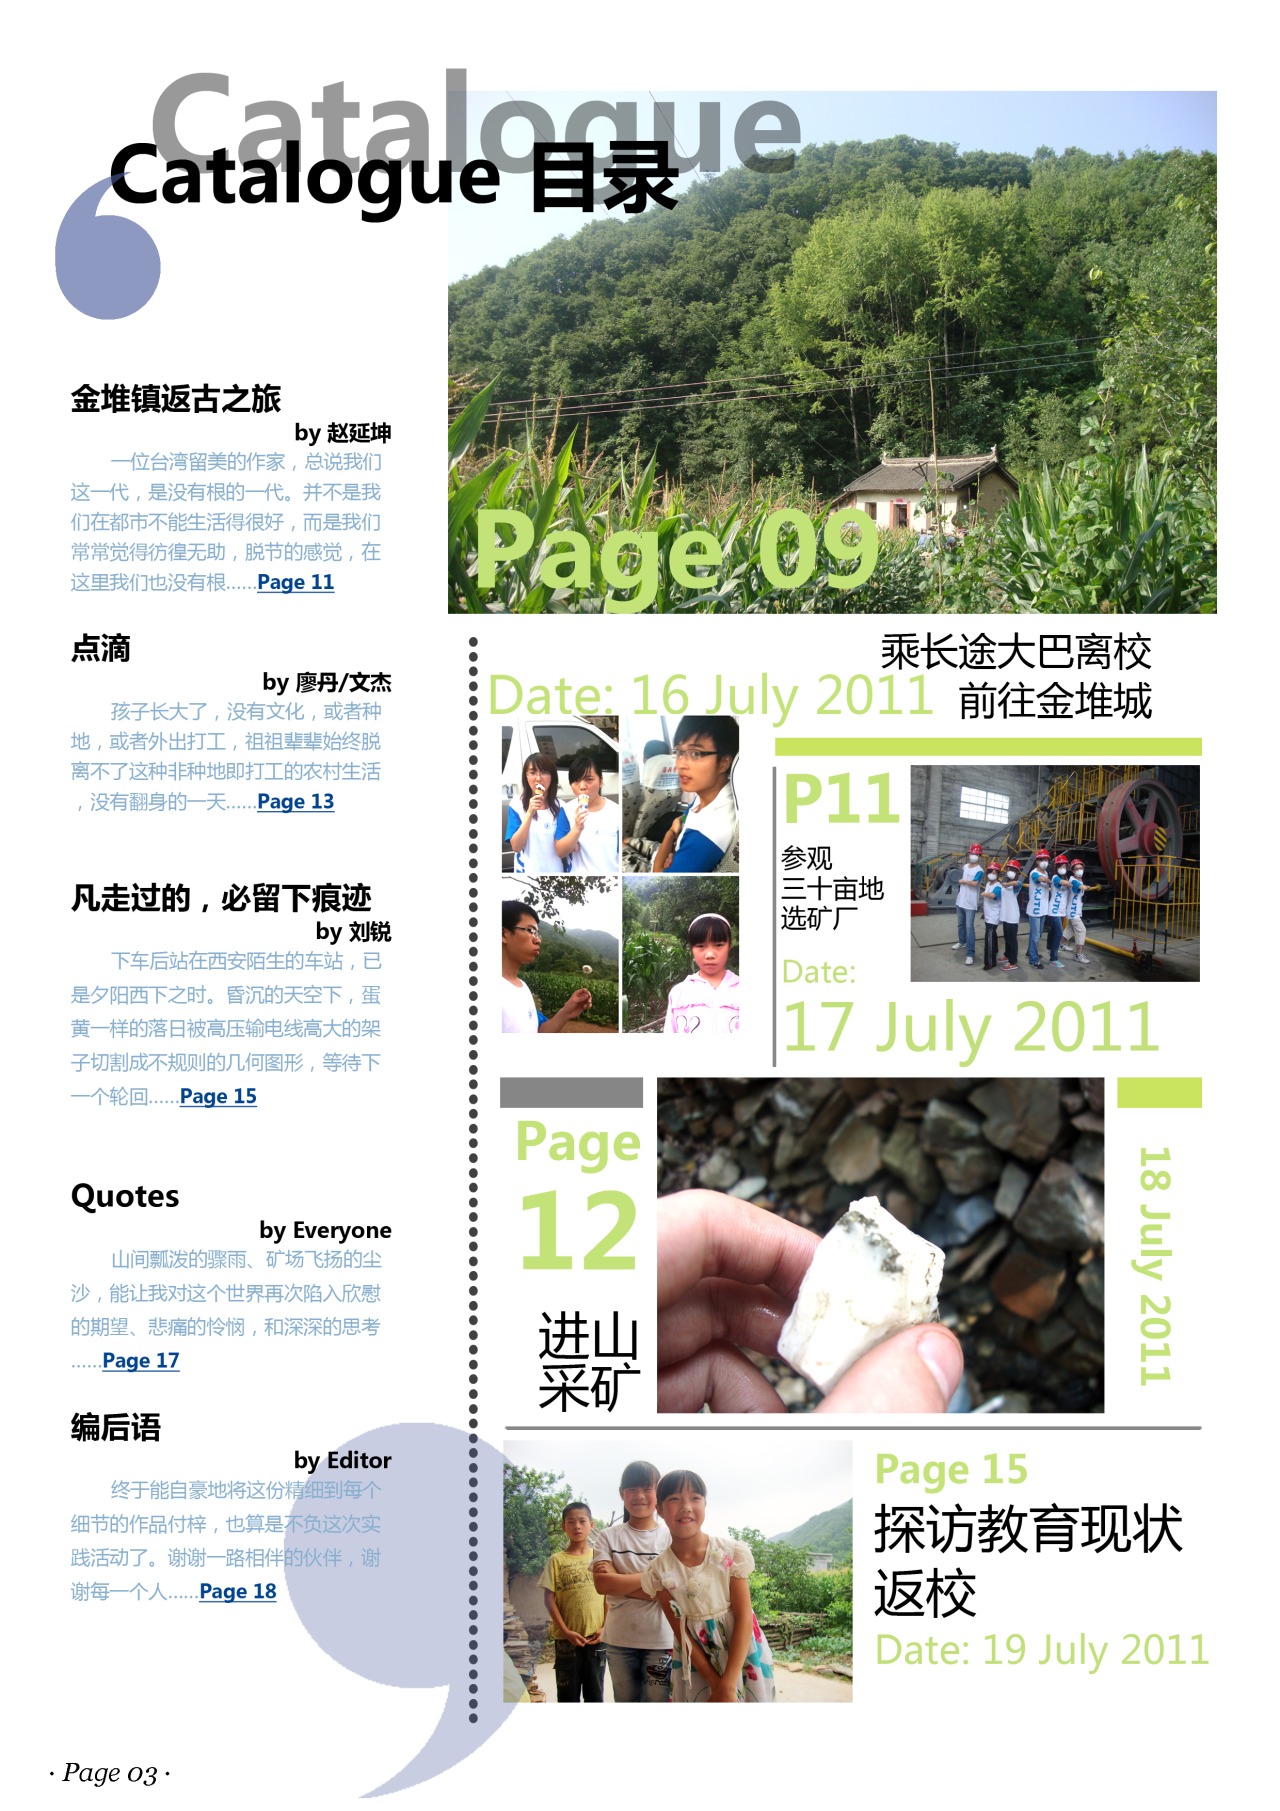 Catalogue
Catalogue 目录
金堆镇返古之旅
by 赵延坤
一位台湾留美的作家，总说我们
这一代，是没有根的一代。并不是我
们在都市不能生活得很好，而是我们
常常觉得彷徨无助，脱节的感觉，在
这里我们也没有根……Page 11
点滴
by 廖丹/文杰
孩子长大了，没有文化，或者种
地，或者外出打工，祖祖辈辈始终脱
离不了这种非种地即打工的农村生活
，没有翻身的一天……Page 13
凡走过的，必留下痕迹
by 刘锐
下车后站在西安陌生的车站，已
是夕阳西下之时。昏沉的天空下，蛋
黄一样的落日被高压输电线高大的架
子切割成不规则的几何图形，等待下
一个轮回……Page 15
Quotes
by Everyone
山间瓢泼的骤雨、矿场飞扬的尘
沙，能让我对这个世界再次陷入欣慰
的期望、悲痛的怜悯，和深深的思考
……Page 17
编后语
by Editor
终于能自豪地将这份精细到每个
细节的作品付梓，也算是不负这次实
践活动了。谢谢一路相伴的伙伴，谢
谢每一个人……Page 18
Page 09
乘长途大巴离校
Date: 16 July 2011 前往金堆城
P11
参观
三十亩地
选矿厂
Date:
17 July 2011
XJTU
XJTU
Page
12
进山
采矿
18 July 2011
Page 15
探访教育现状
返校
Date: 19 July 2011
· Page 03 ·